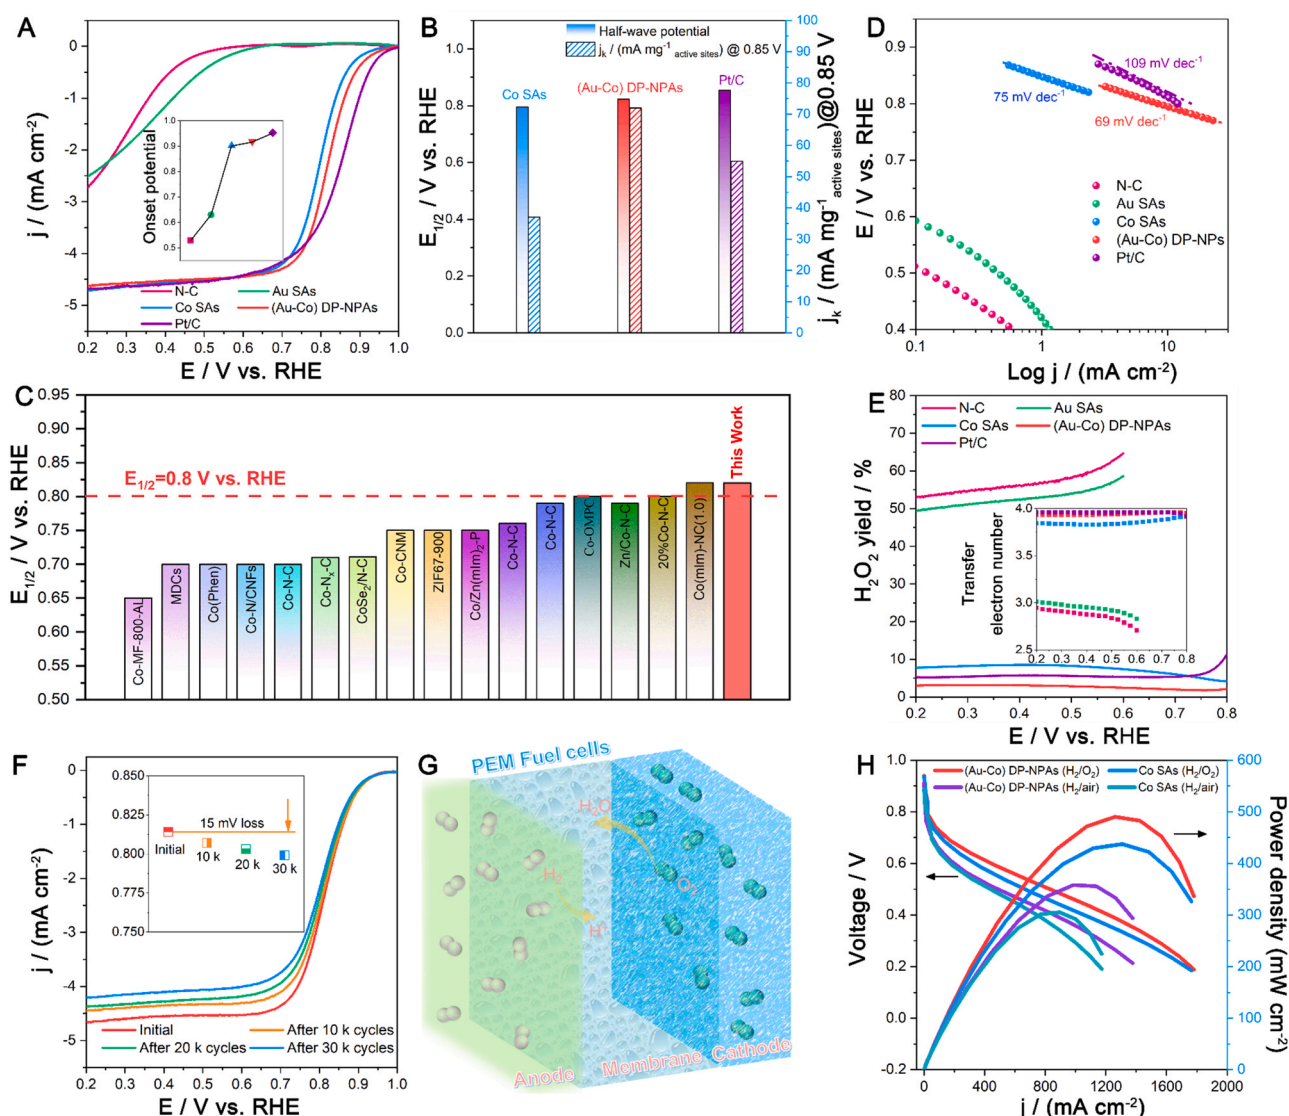 A
j / (mA cm-2)
0
-1
-2
-3
-4
-5
Onset potential
1.0
0.9
0.8
0.7
0.6
0.5
N-C
Au SAs
Co SAs
(Au-Co) DP-NPAs
Pt/C
0.2 0.3 0.4 0.5 0.6 0.7 0.8 0.9 1.0
E / V vs. RHE
B
E1/2 / V vs. RHE
1.0
0.8
0.6
0.4
0.2
0.0
Half-wave potential
jk / (mA mg-1 active sites) @ 0.85 V
Co SAs
(Au-Co) DP-NPAs
Pt/C
100
90
80
70
60
50
40
30
20
10
0
jk / (mA mg-1 active sites)@0.85 V
D
E / V vs. RHE
0.9
0.8
0.7
0.6
0.5
0.4
109 mV dec-1
75 mV dec-1
69 mV dec-1
N-C
Au SAs
Co SAs
(Au-Co) DP-NPs
Pt/C
0.1 1 10
Log j / (mA cm-2)
C
E1/2 / V vs. RHE
0.95
0.90
0.85
0.80
0.75
0.70
0.65
0.60
0.55
0.50
E1/2=0.8 V vs. RHE
Co-MF-800-AL
MDCs
Co(Phen)
Co-N/CNFs
Co-N-C
Co-Nx-C
CoSe2/N-C
Co-CNM
ZIF67-900
Co/Zn(mIm)2-P
Co-N-C
Co-N-C
Co-OMPC
Zn/Co-N-C
20%Co-N-C
Co(mIm)-NC(1.0)
This Work
E
H2O2 yield / %
80
75
70
65
60
55
50
45
40
35
30
25
20
15
10
5
0
N-C
Au SAs
Co SAs
(Au-Co) DP-NPAs
Pt/C
Transfer
electron number
4.0
3.5
3.0
2.5
0.2 0.3 0.4 0.5 0.6 0.7 0.8
0.2 0.3 0.4 0.5 0.6 0.7 0.8
E / V vs. RHE
F
j / (mA cm-2)
0
-1
-2
-3
-4
-5
0.850
0.825
0.800
0.775
0.750
15 mV loss
Initial
10 k
20 k
30 k
Initial
After 10 k cycles
After 20 k cycles
After 30 k cycles
0.2 0.3 0.4 0.5 0.6 0.7 0.8 0.9 1.0
E / V vs. RHE
G
PEM Fuel cells
H2O
H2
O2
H+
Anode
Membrane
Cathode
H
Voltage / V
1.0
0.8
0.6
0.4
0.2
0.0
-0.2
(Au-Co) DP-NPAs (H2/O2)
Co SAs (H2/O2)
(Au-Co) DP-NPAs (H2/air)
Co SAs (H2/air)
600
500
400
300
200
100
0
Power density (mW cm-2)
0 400 800 1200 1600 2000
j / (mA cm-2)